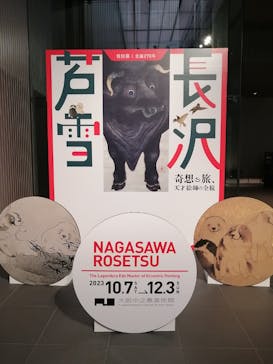 特別展 生誕270年
長沢
芦雪
奇想の旅、
天才絵師の全貌
NAGASAWA
ROSETSU
The Legendary Edo Master of Eccentric Painting
2023 10.7 12.3
大阪中之島美術館